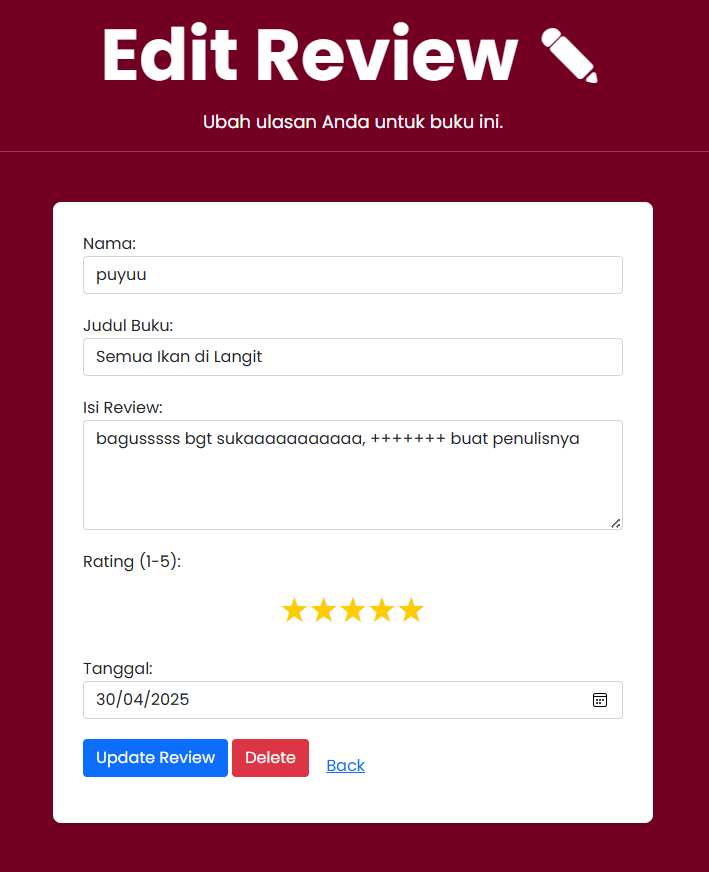 Edit Review
Ubah ulasan Anda untuk buku ini.
Nama:
puyuu
Judul Buku:
Semua Ikan di Langit
Isi Review:
bagusssss bgt sukaaaaaaaaaaa, +++++++ buat penulisnya
Rating (1-5):
Tanggal:
30/04/2025
Update Review Delete Back